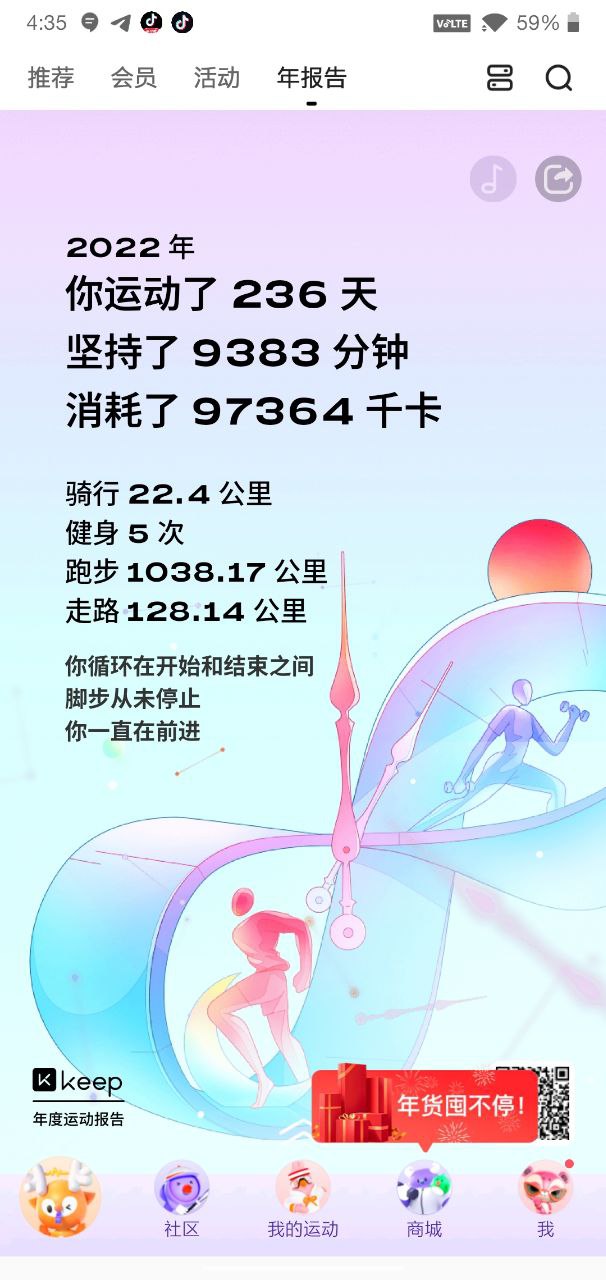 4:35
VoLTE
59%
推荐 会员 活动 年报告
2022 年
你运动了 236 天
坚持了 9383 分钟
消耗了 97364 千卡
骑行 22.4 公里
健身 5 次
跑步 1038.17 公里
走路 128.14 公里
你循环在开始和结束之间
脚步从未停止
你一直在前进
keep
年度运动报告
年货囤不停!
社区 我的运动 商城 我